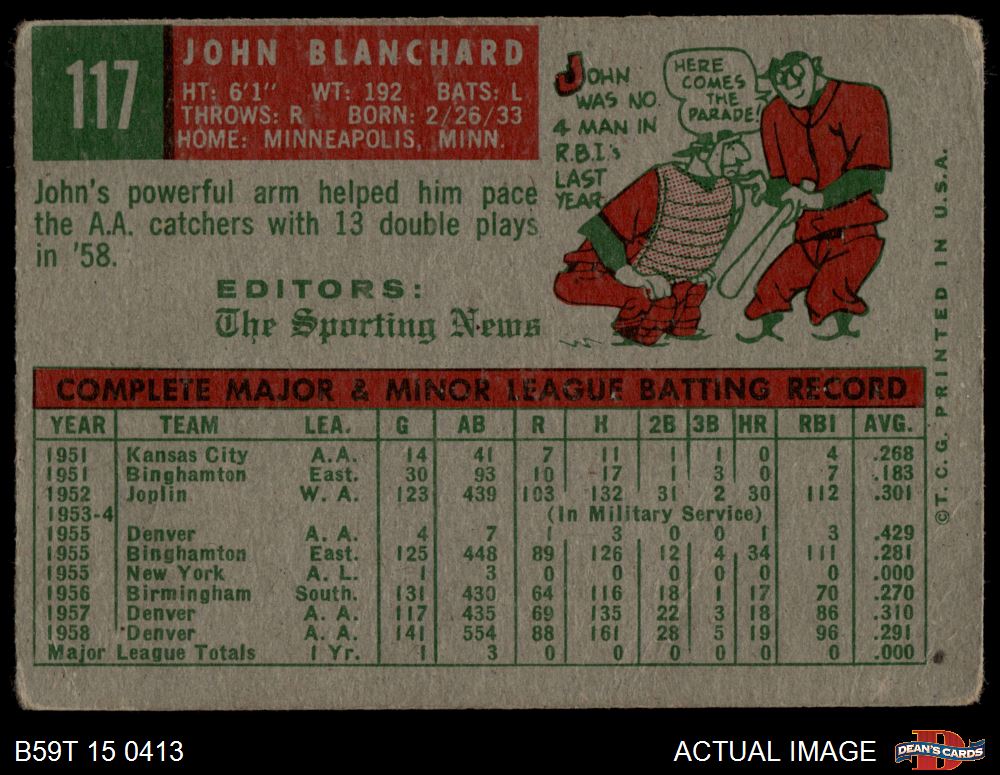 117
JOHN BLANCHARD
HT: 6'1" WT: 192 BATS: L
THROWS: R BORN: 2/26/33
HOME: MINNEAPOLIS, MINN.
John's powerful arm helped him pace
the A.A. catchers with 13 double plays
in '58.
EDITORS:
The Sporting News
JOHN
WAS NO.
4 MAN IN
R.B.I.'s
LAST
YEAR
HERE
COMES
THE
PARADE!
COMPLETE MAJOR & MINOR LEAGUE BATTING RECORD
YEAR TEAM LEA. G AB R H 2B 3B HR RBI AVG.
1951 Kansas City A.A. 14 41 7 11 1 1 0 4 .268
1951 Binghamton East. 30 93 10 17 1 3 0 7 .183
1952 Joplin W. A. 123 439 103 132 31 2 30 112 .301
1953-4 (In Military Service)
1955 Denver A. A. 4 7 1 3 0 0 1 3 .429
1955 Binghamton East. 125 448 89 126 12 4 34 111 .281
1955 New York A. L. 1 3 0 0 0 0 0 0 .000
1956 Birmingham South. 131 430 64 116 18 1 17 70 .270
1957 Denver A. A. 117 435 69 135 22 3 18 86 .310
1958 Denver A. A. 141 554 88 161 28 5 19 96 .291
Major League Totals 1 Yr. 1 3 0 0 0 0 0 0 .000
©T. C. G. PRINTED IN U.S.A.
B59T 15 0413
ACTUAL IMAGE
DEAN'S CARDS